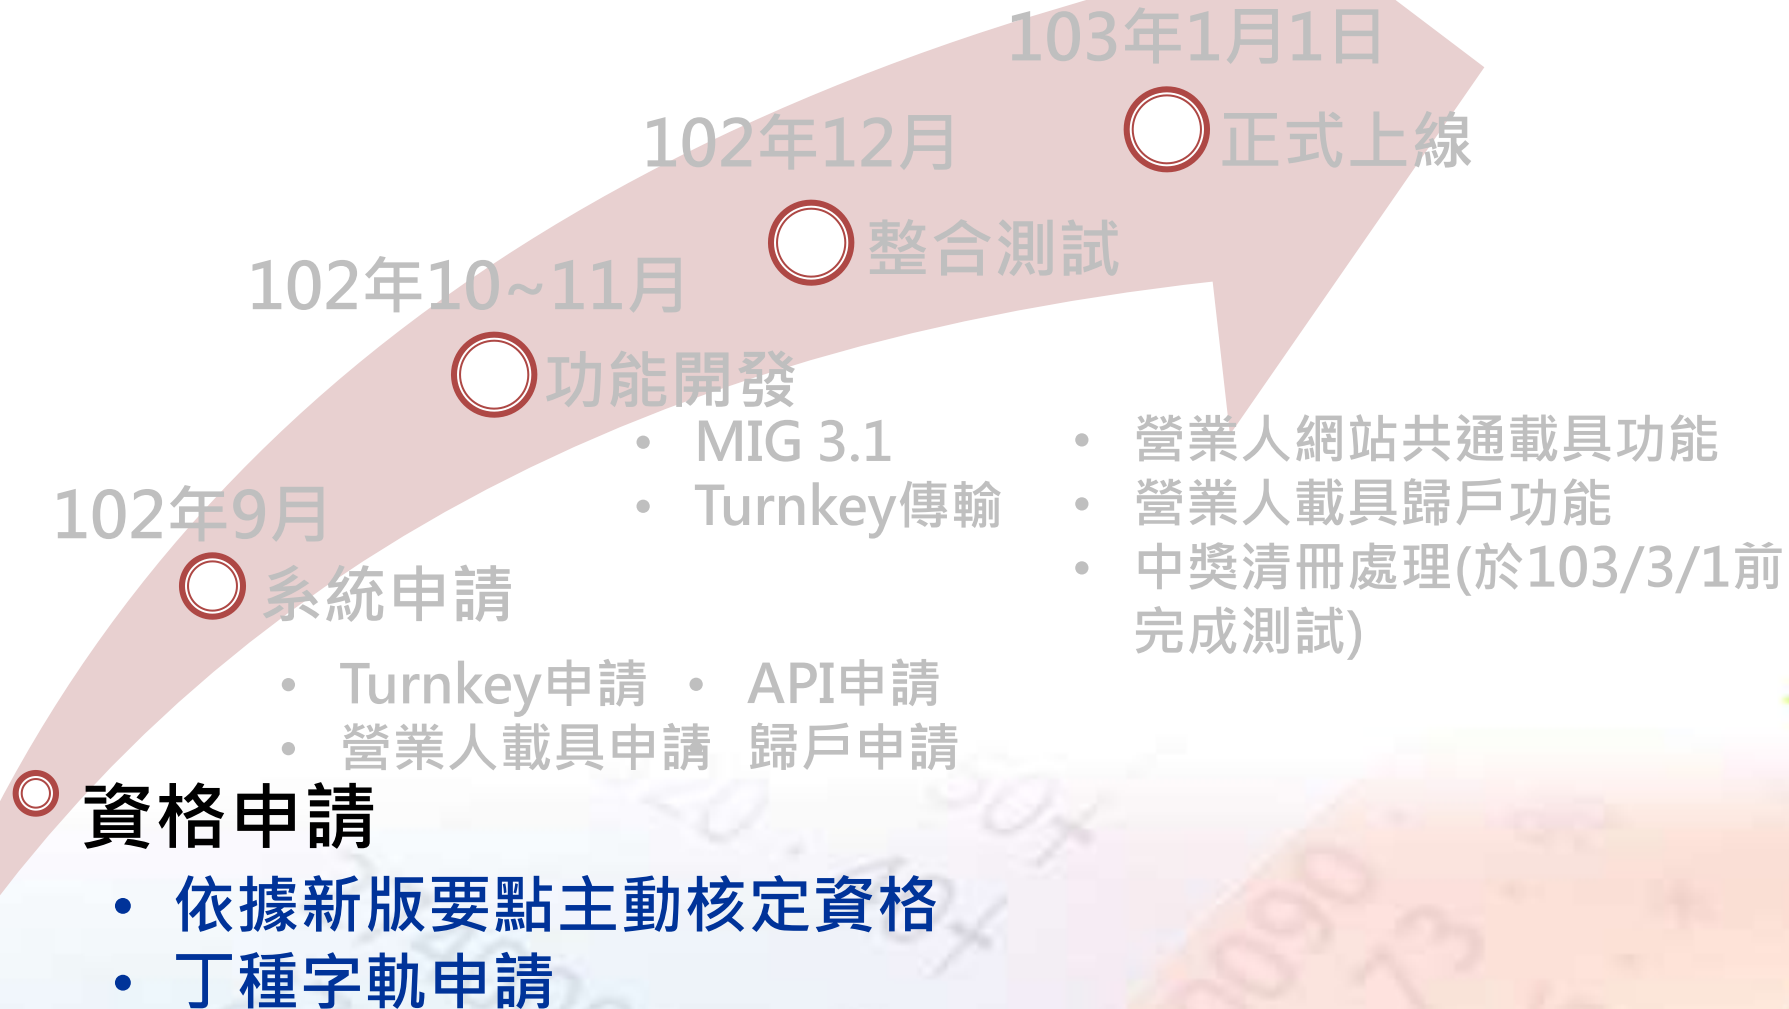 103年1月1日
正式上線
102年12月
整合測試
102年10~11月
功能開發
• MIG 3.1
• Turnkey傳輸
• 營業人網站共通載具功能
• 營業人載具歸戶功能
• 中獎清冊處理(於103/3/1前
完成測試)
102年9月
系統申請
• Turnkey申請
• 營業人載具申請
• API申請
歸戶申請
資格申請
• 依據新版要點主動核定資格
• 丁種字軌申請